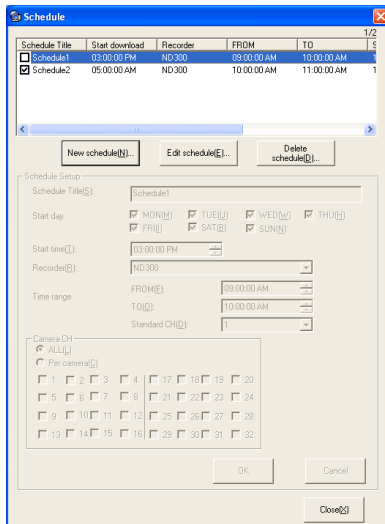 Schedule
1/2
Schedule Title Start download Recorder FROM TO S
Schedule1 03:00:00 PM ND300 09:00:00 AM 10:00:00 AM
Schedule2 05:00:00 AM ND300 10:00:00 AM 11:00:00 AM
New schedule(N)... Edit schedule(E)... Delete
schedule(D)...
Schedule Setup
Schedule Title(S): Schedule1
Start day MON(M) TUE(U) WED(W) THU(H)
FRI(I) SAT(R) SUN(N)
Start time(T): 03:00:00 PM
Recorder(R): ND300
Time range FROM(F): 09:00:00 AM
TO(O): 10:00:00 AM
Standard CH(D): 1
Camera CH
ALL(L)
Per camera(C)
1 2 3 4 17 18 19 20
5 6 7 8 21 22 23 24
9 10 11 12 25 26 27 28
13 14 15 16 29 30 31 32
OK Cancel
Close(X)